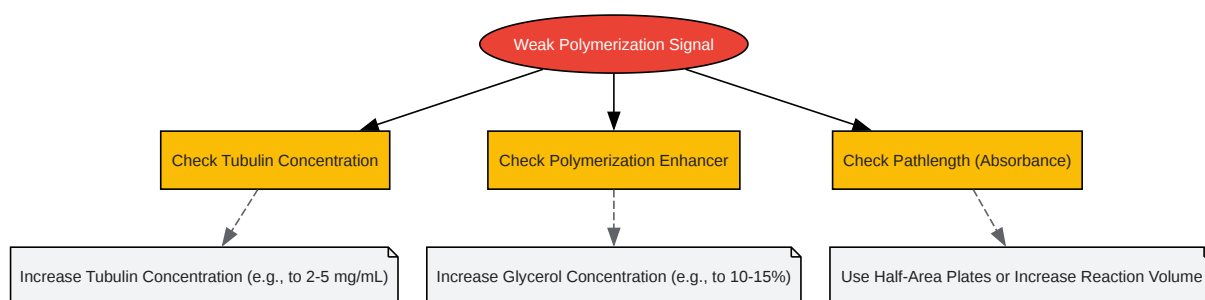 Weak Polymerization Signal
Check Tubulin Concentration
Check Polymerization Enhancer
Check Pathlength (Absorbance)
Increase Tubulin Concentration (e.g., to 2-5 mg/mL)
Increase Glycerol Concentration (e.g., to 10-15%)
Use Half-Area Plates or Increase Reaction Volume